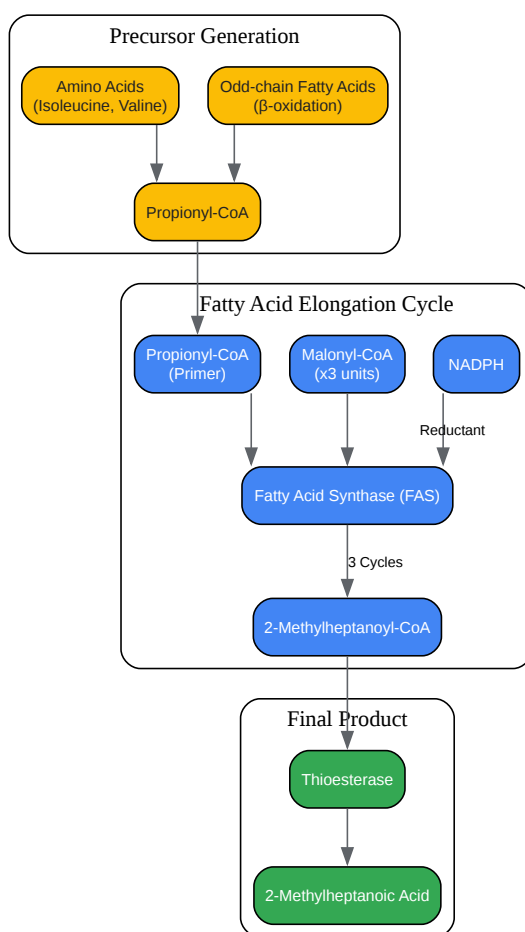 Precursor Generation
Amino Acids
(Isoleucine, Valine)
Odd-chain Fatty Acids
(β-oxidation)
Propionyl-CoA
Fatty Acid Elongation Cycle
Propionyl-CoA
(Primer)
Malonyl-CoA
(x3 units)
NADPH
Reductant
Fatty Acid Synthase (FAS)
3 Cycles
2-Methylheptanoyl-CoA
Final Product
Thioesterase
2-Methylheptanoic Acid